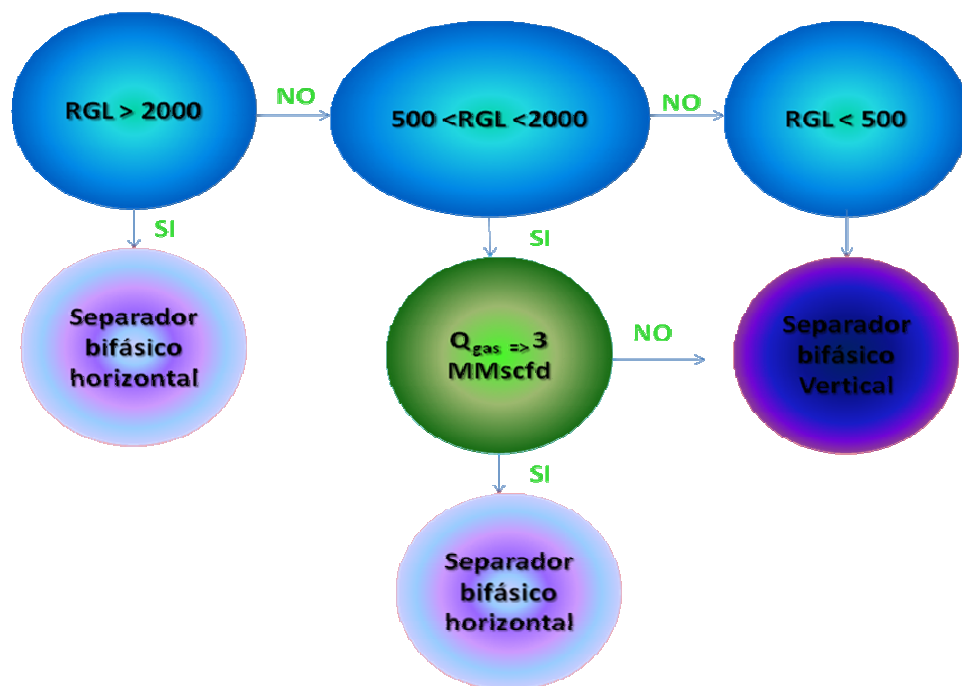 RGL > 2000
NO
500 <RGL <2000
NO
RGL < 500
SI
SI
Separador
bifásico
horizontal
Qgas => 3
MMscfd
NO
Separador
bifásico
Vertical
SI
Separador
bifásico
horizontal